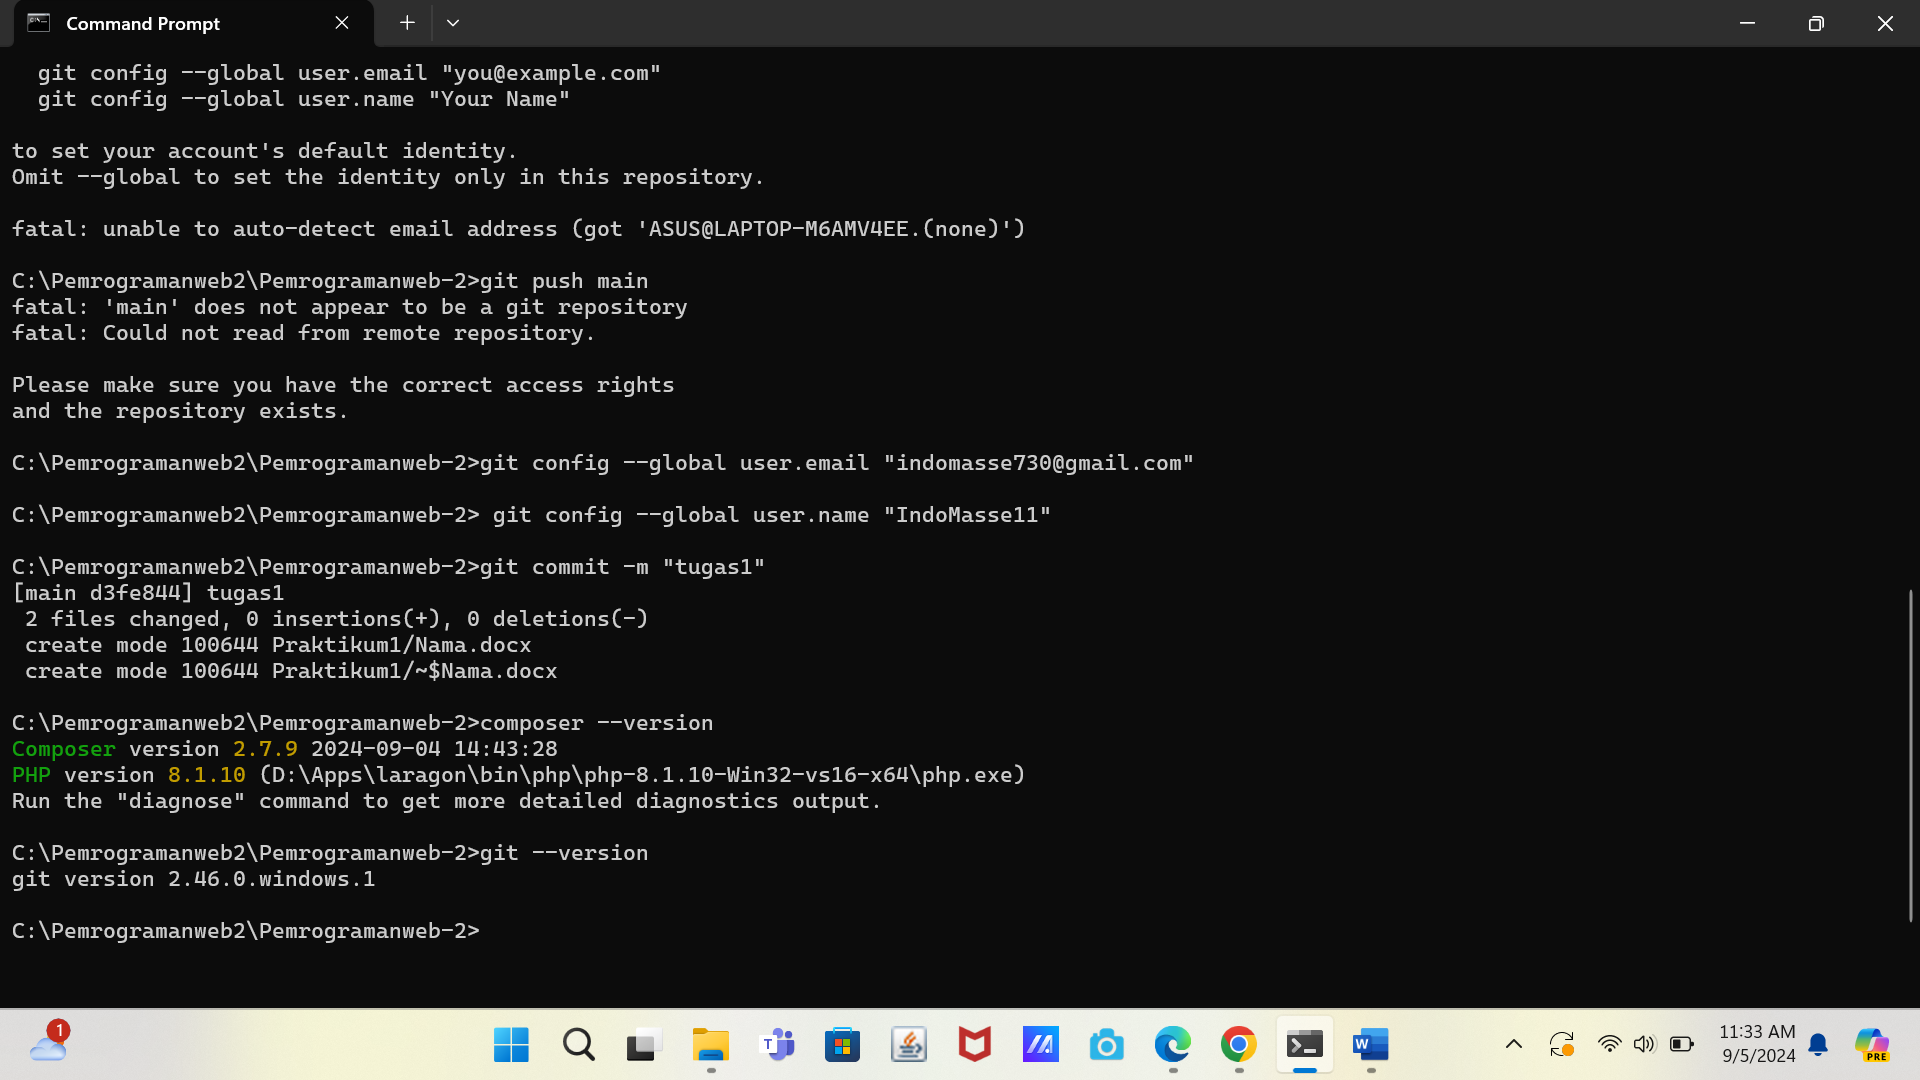 Command Prompt
git config --global user.email "you@example.com"
git config --global user.name "Your Name"
to set your account's default identity.
Omit --global to set the identity only in this repository.
fatal: unable to auto-detect email address (got 'ASUS@LAPTOP-M6AMV4EE.(none)')
C:\Pemrogramanweb2\Pemrogramanweb-2>git push main
fatal: 'main' does not appear to be a git repository
fatal: Could not read from remote repository.
Please make sure you have the correct access rights
and the repository exists.
C:\Pemrogramanweb2\Pemrogramanweb-2>git config --global user.email "indomasse730@gmail.com"
C:\Pemrogramanweb2\Pemrogramanweb-2> git config --global user.name "IndoMasse11"
C:\Pemrogramanweb2\Pemrogramanweb-2>git commit -m "tugas1"
[main d3fe844] tugas1
2 files changed, 0 insertions(+), 0 deletions(-)
create mode 100644 Praktikum1/Nama.docx
create mode 100644 Praktikum1/~$Nama.docx
C:\Pemrogramanweb2\Pemrogramanweb-2>composer --version
Composer version 2.7.9 2024-09-04 14:43:28
PHP version 8.1.10 (D:\Apps\laragon\bin\php\php-8.1.10-Win32-vs16-x64\php.exe)
Run the "diagnose" command to get more detailed diagnostics output.
C:\Pemrogramanweb2\Pemrogramanweb-2>git --version
git version 2.46.0.windows.1
C:\Pemrogramanweb2\Pemrogramanweb-2>
1
T
W
11:33 AM
9/5/2024
PRE